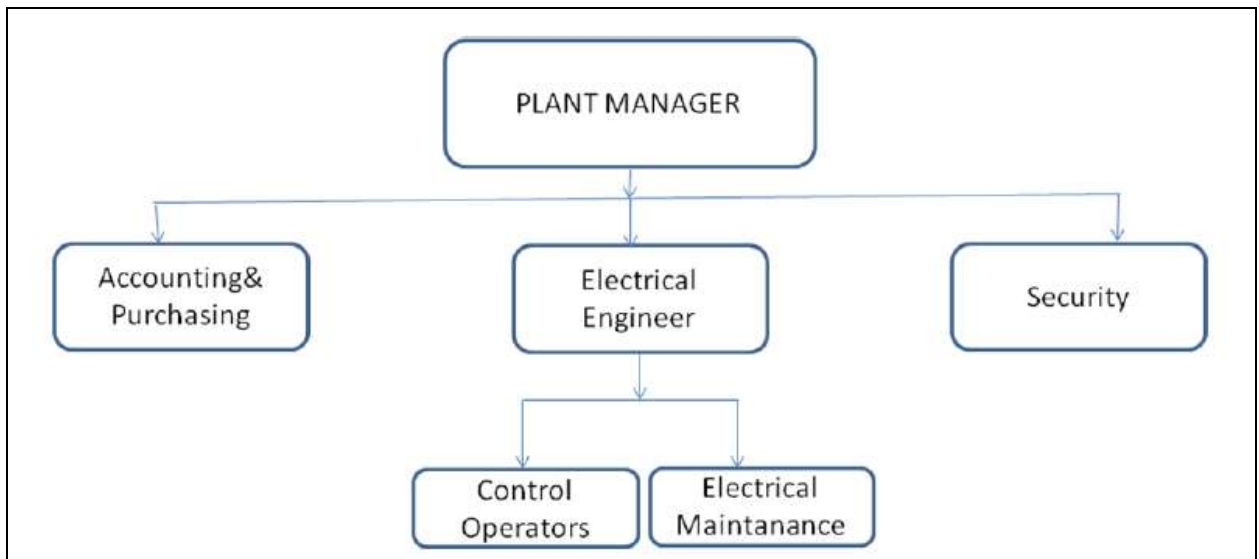 PLANT MANAGER
Accounting&
Purchasing
Electrical
Engineer
Security
Control
Operators
Electrical
Maintanance